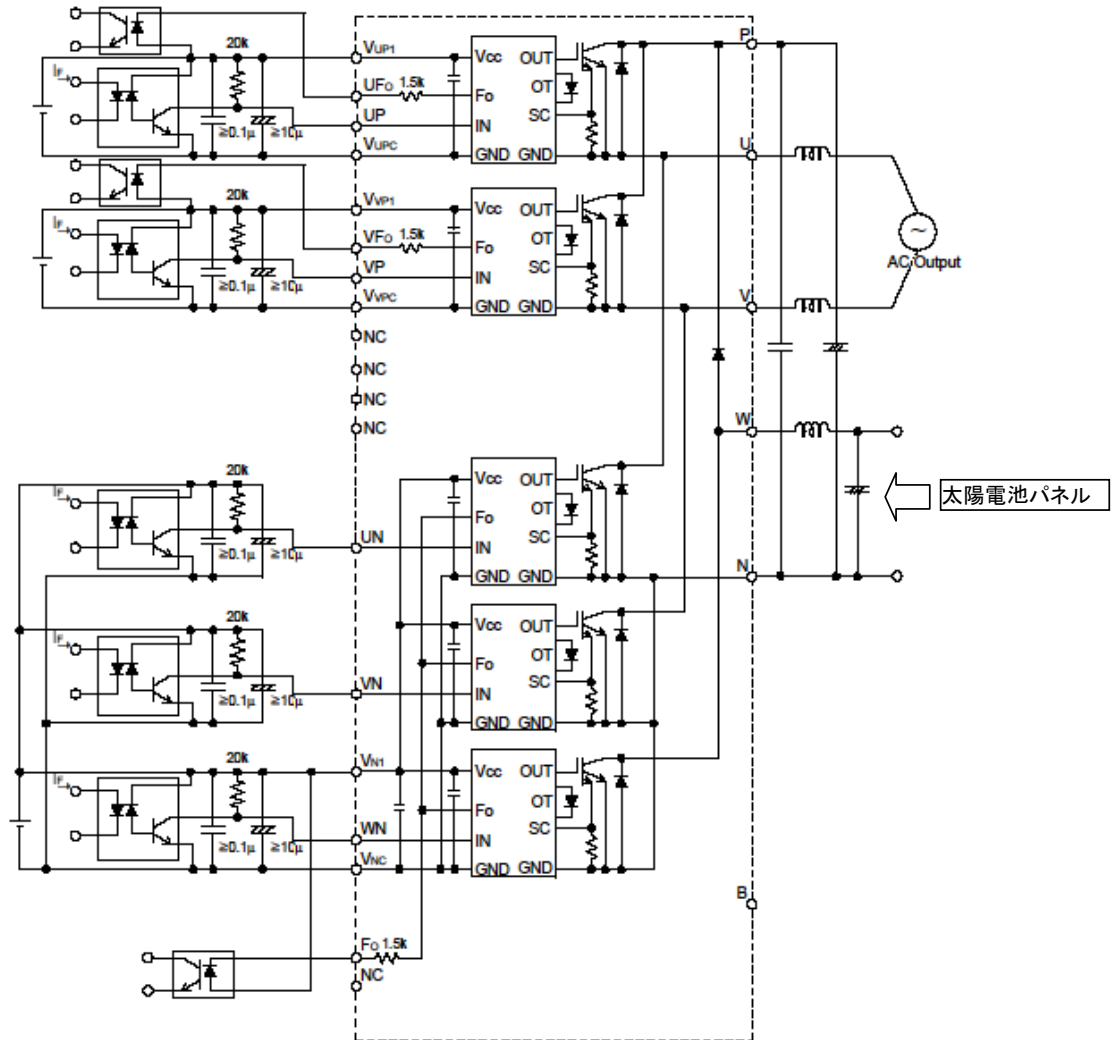 20k
VUP1
Vcc
OUT
P
IF
UFO
1.5k
Fo
OT
UP
IN
SC
≥0.1μ
≥10μ
VUPC
GND
GND
U
20k
VVP1
Vcc
OUT
IF
VFO
1.5k
Fo
OT
~
AC Output
VP
IN
SC
≥0.1μ
≥10μ
VVPC
GND
GND
V
NC
NC
NC
NC
W
20k
Vcc
OUT
IF
Fo
OT
太陽電池パネル
UN
IN
SC
≥0.1μ
≥10μ
GND
GND
N
20k
Vcc
OUT
IF
Fo
OT
VN
IN
SC
≥0.1μ
≥10μ
GND
GND
20k
VN1
Vcc
OUT
IF
Fo
OT
WN
IN
SC
≥0.1μ
≥10μ
VNC
GND
GND
B
FO
1.5k
NC